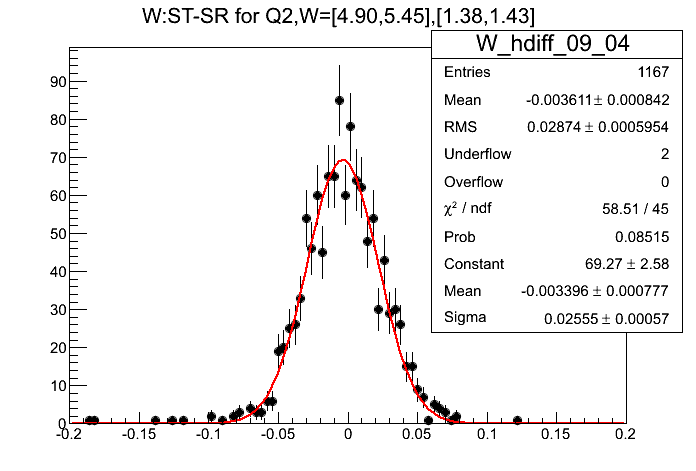 W:ST-SR for Q2,W=[4.90,5.45],[1.38,1.43]
W_hdiff_09_04
Entries 1167
Mean -0.003611 ± 0.000842
RMS 0.02874 ± 0.0005954
Underflow 2
Overflow 0
χ² / ndf 58.51 / 45
Prob 0.08515
Constant 69.27 ± 2.58
Mean -0.003396 ± 0.000777
Sigma 0.02555 ± 0.00057
90
80
70
60
50
40
30
20
10
0
-0.2 -0.15 -0.1 -0.05 0 0.05 0.1 0.15 0.2